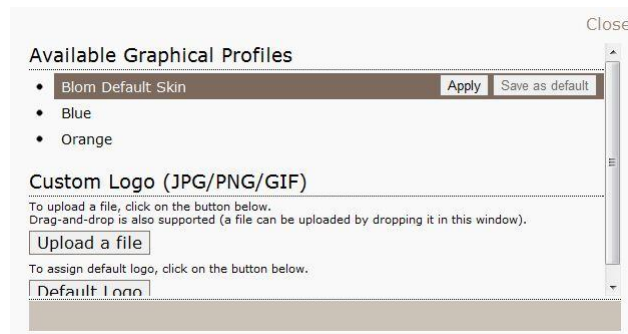 Close
Available Graphical Profiles
Blom Default Skin Apply Save as default
Blue
Orange
Custom Logo (JPG/PNG/GIF)
To upload a file, click on the button below.
Drag-and-drop is also supported (a file can be uploaded by dropping it in this window).
Upload a file
To assign default logo, click on the button below.
Default Logo